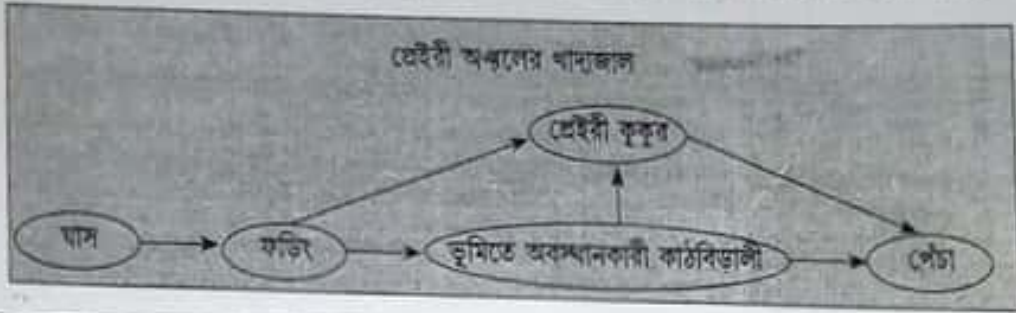 প্রেইরী অঞ্চলের খাদ্যজাল
প্রেইরী কুকুর
ঘাস
ফড়িং
ভূমিতে অবস্থানকারী কাঠবিড়ালী
পেঁচা